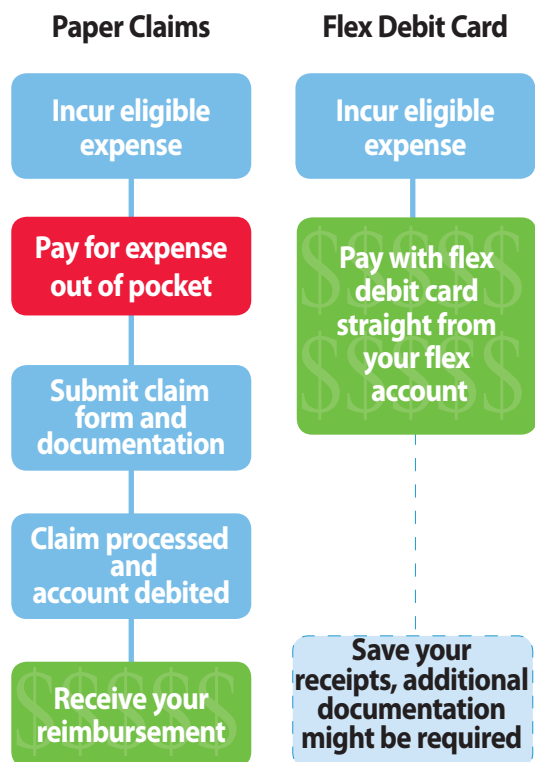 Paper Claims
Incur eligible
expense
Pay for expense
out of pocket
Submit claim
form and
documentation
Claim processed
and
account debited
Receive your
reimbursement
Flex Debit Card
Incur eligible
expense
Pay with flex
debit card
straight from
your flex
account
Save your
receipts, additional
documentation
might be required